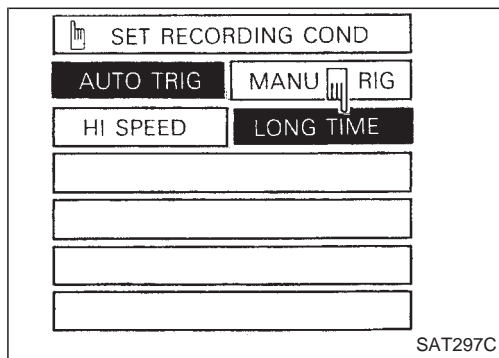 SET RECORDING COND
AUTO TRIG MANU RIG
HI SPEED LONG TIME
SAT297C